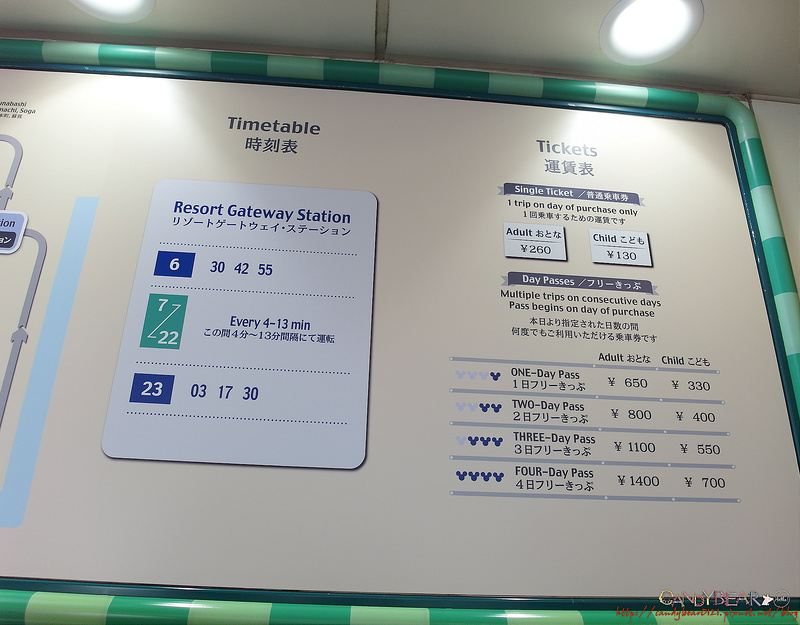 unabashi
machi, Soga
Timetable
時刻表
Resort Gateway Station
リゾートゲートウェイ・ステーション
6 30 42 55
7/22 Every 4-13 min
この間4分〜13分間隔にて運転
23 03 17 30
Tickets
運賃表
Single Ticket ／普通乗車券
1 trip on day of purchase only
1回乗車するための運賃です
Adult おとな Child こども
¥260 ¥130
Day Passes ／フリーきっぷ
Multiple trips on consecutive days
Pass begins on day of purchase
本日より指定された日数の間
何度でもご利用いただける乗車券です
Adult おとな Child こども
ONE-Day Pass
1日フリーきっぷ ¥ 650 ¥ 330
TWO-Day Pass
2日フリーきっぷ ¥ 800 ¥ 400
THREE-Day Pass
3日フリーきっぷ ¥ 1100 ¥ 550
FOUR-Day Pass
4日フリーきっぷ ¥ 1400 ¥ 700
tion
ョン
CANDYBEAR